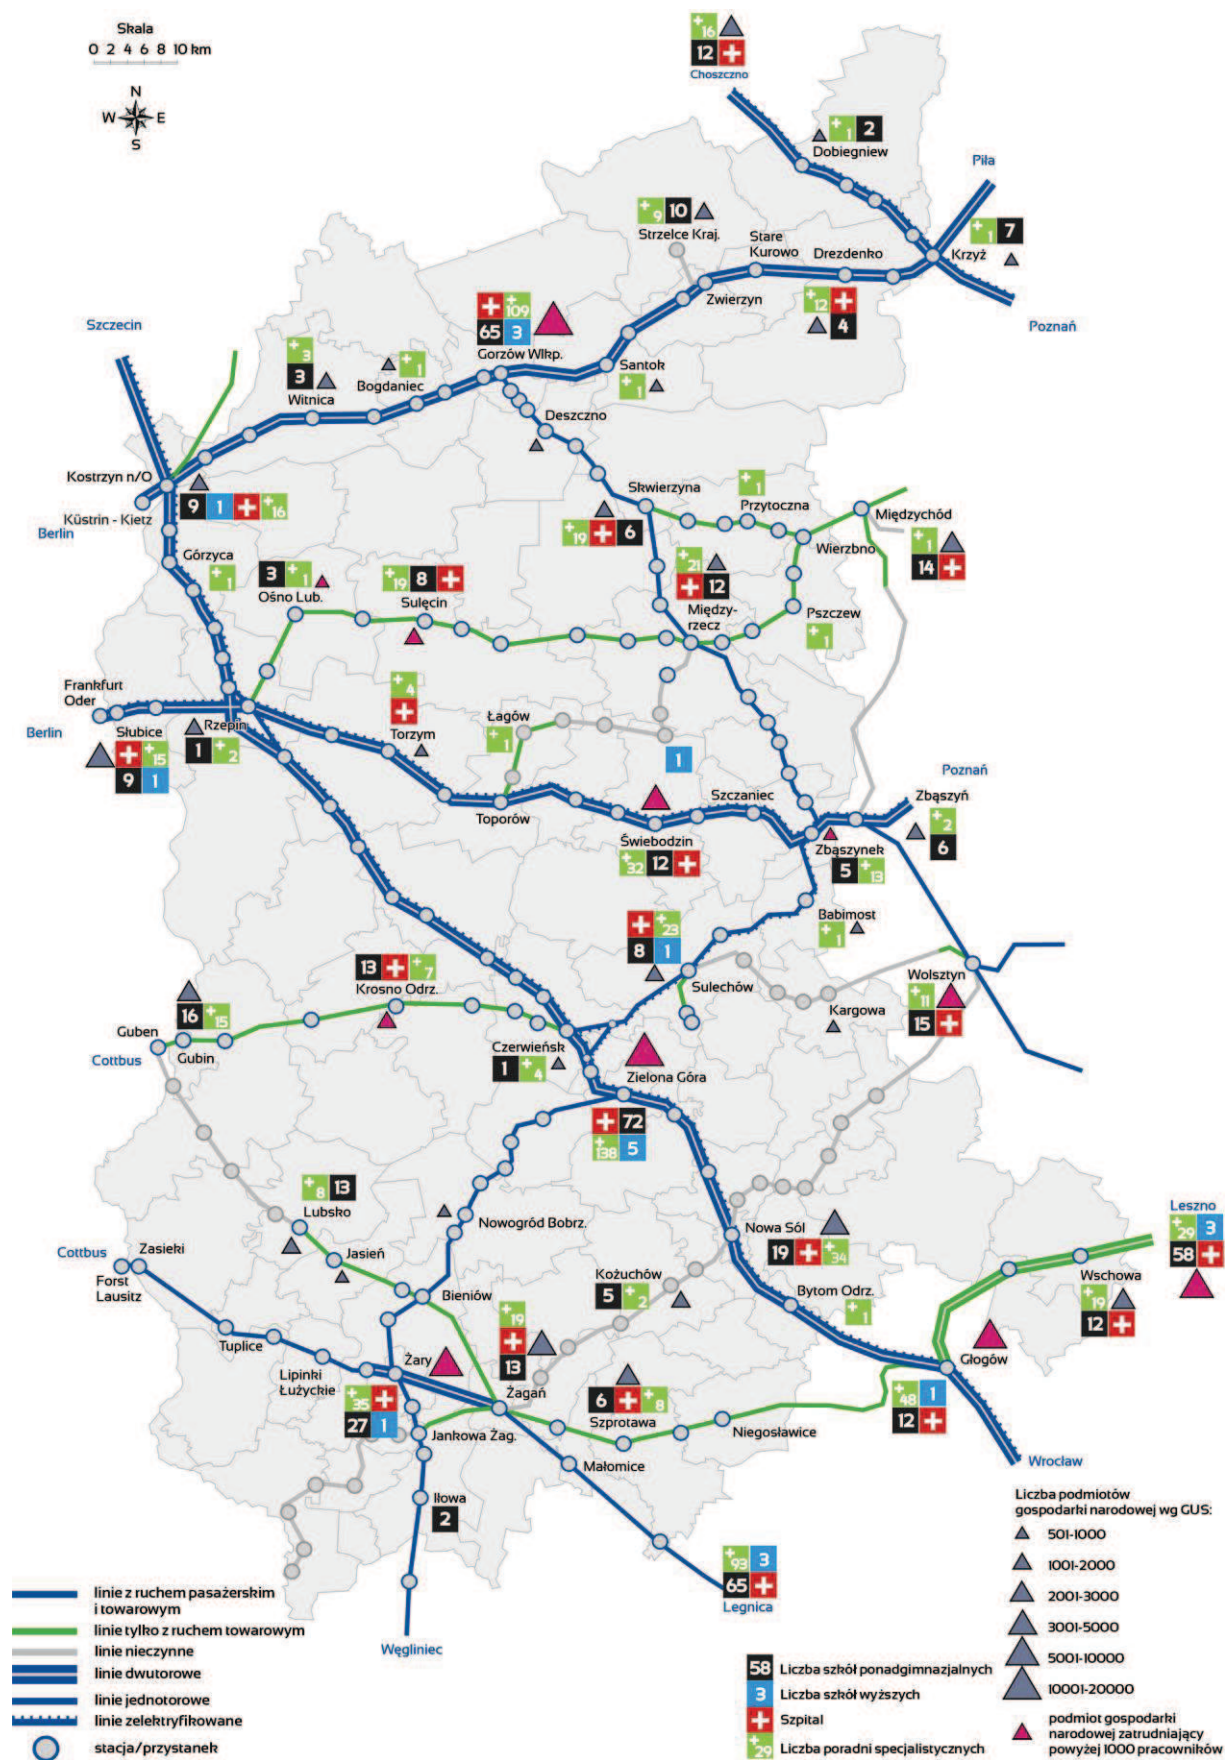 Skala
0 2 4 6 8 10 km
N
W E
S
16
12
Choszczno
1 2
Dobiegniew
Piła
9 10
Strzelce Kraj.
Stare
Kurowo
Drezdenko
1 7
Krzyż
Zwierzyn
12
4
Poznań
Szczecin
109
65 3
Gorzów Wlkp.
3
3
Witnica
1
Bogdaniec
Santok
1
Deszczno
Kostrzyn n/O
Küstrin - Kietz
9 1 16
Berlin
Skwierzyna
19 6
1
Przytoczna
Międzychód
1
14
Wierzbno
Górzyca
1
3 1
Ośno Lub.
19 8
Sulęcin
21
12
Między-
rzecz
Pszczew
1
Frankfurt
Oder
Berlin
Słubice
15
9 1
Rzepin
1 2
4
Torzym
Łagów
1
1
Toporów
Szczaniec
Świebodzin
32 12
Poznań
Zbąszyń
2
6
Zbąszynek
5 13
Babimost
1
23
8 1
Sulechów
Kargowa
Wolsztyn
11
15
13 7
Krosno Odrz.
16 15
Guben
Gubin
Cottbus
Czerwieńsk
1 4
Zielona Góra
72
138 5
8 13
Lubsko
Jasień
Nowogród Bobrz.
Nowa Sól
19 34
Leszno
29 3
58
Wschowa
19
12
Cottbus
Zasieki
Forst
Lausitz
Bieniów
Kożuchów
5 2
Bytom Odrz.
1
Tuplice
Lipinki
Łużyckie
Żary
35
27 1
19
13
Żagań
6 8
Szprotawa
Głogów
48 1
12
Niegosławice
Jankowa Żag.
Małomice
Wrocław
Iłowa
2
93 3
65
Legnica
Węgliniec
linie z ruchem pasażerskim
i towarowym
linie tylko z ruchem towarowym
linie nieczynne
linie dwutorowe
linie jednotorowe
linie zelektryfikowane
stacja/przystanek
58 Liczba szkół ponadgimnazjalnych
3 Liczba szkół wyższych
Szpital
29 Liczba poradni specjalistycznych
Liczba podmiotów
gospodarki narodowej wg GUS:
501-1000
1001-2000
2001-3000
3001-5000
5001-10000
10001-20000
podmiot gospodarki
narodowej zatrudniający
powyżej 1000 pracowników